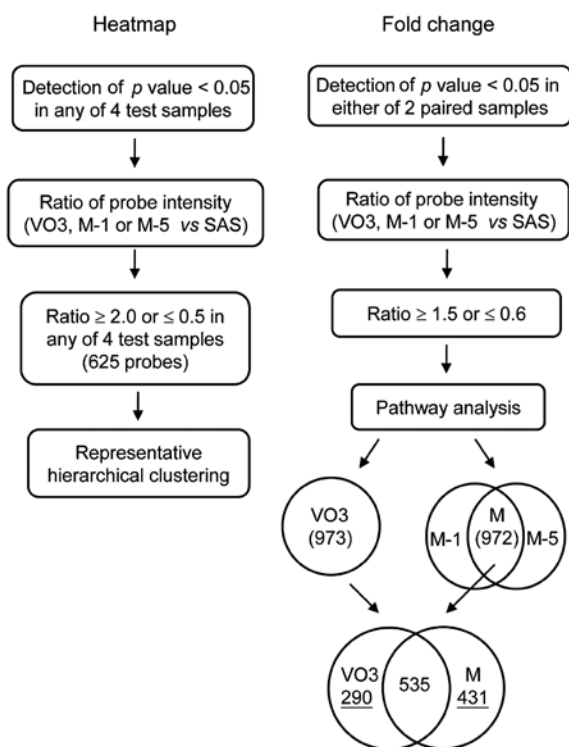 Heatmap
Detection of p value < 0.05
in any of 4 test samples
Ratio of probe intensity
(VO3, M-1 or M-5 vs SAS)
Ratio ≥ 2.0 or ≤ 0.5 in
any of 4 test samples
(625 probes)
Representative
hierarchical clustering
Fold change
Detection of p value < 0.05 in
either of 2 paired samples
Ratio of probe intensity
(VO3, M-1 or M-5 vs SAS)
Ratio ≥ 1.5 or ≤ 0.6
Pathway analysis
VO3
(973)
M
M-1 (972) M-5
VO3 535 M
290 431